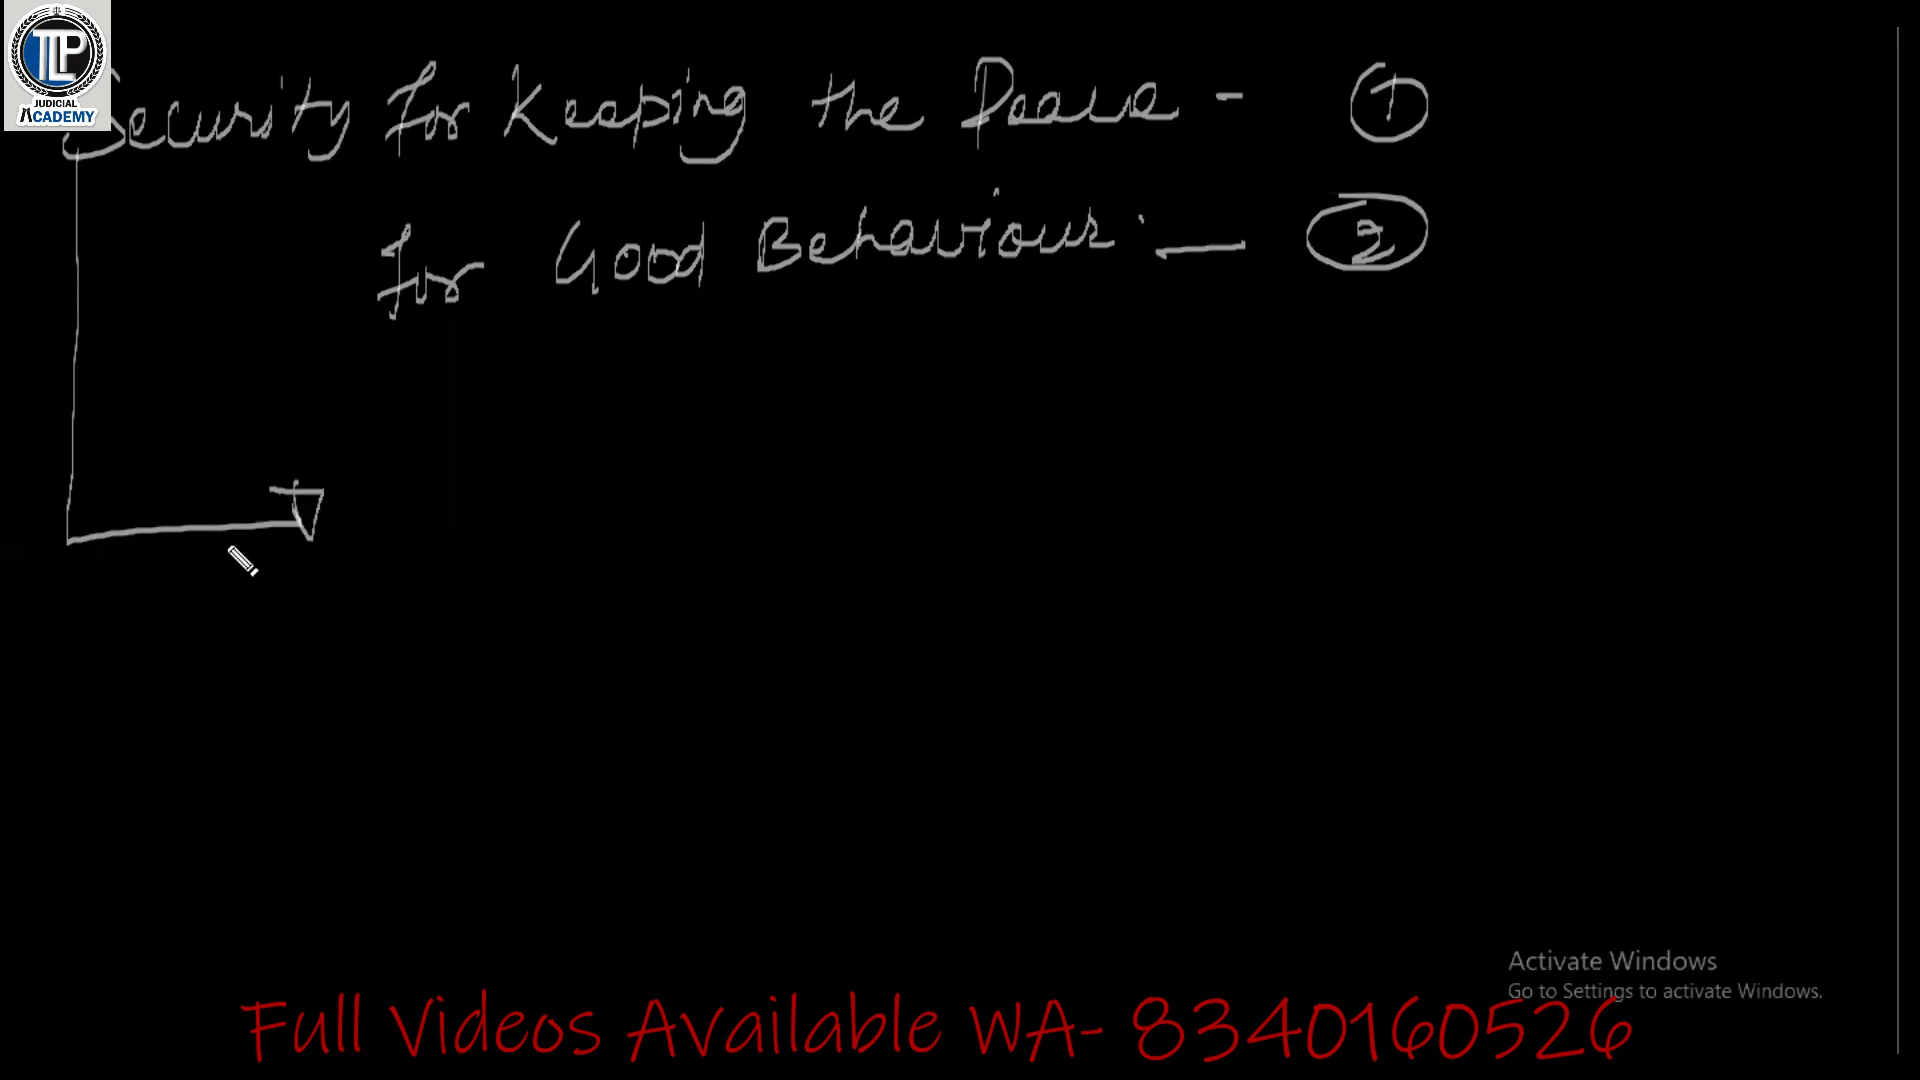 TLP
JUDICIAL
ACADEMY
Security for Keeping the Peace - 1
for Good Behaviour - 2
Activate Windows
Go to Settings to activate Windows.
Full Videos Available WA- 8340160526